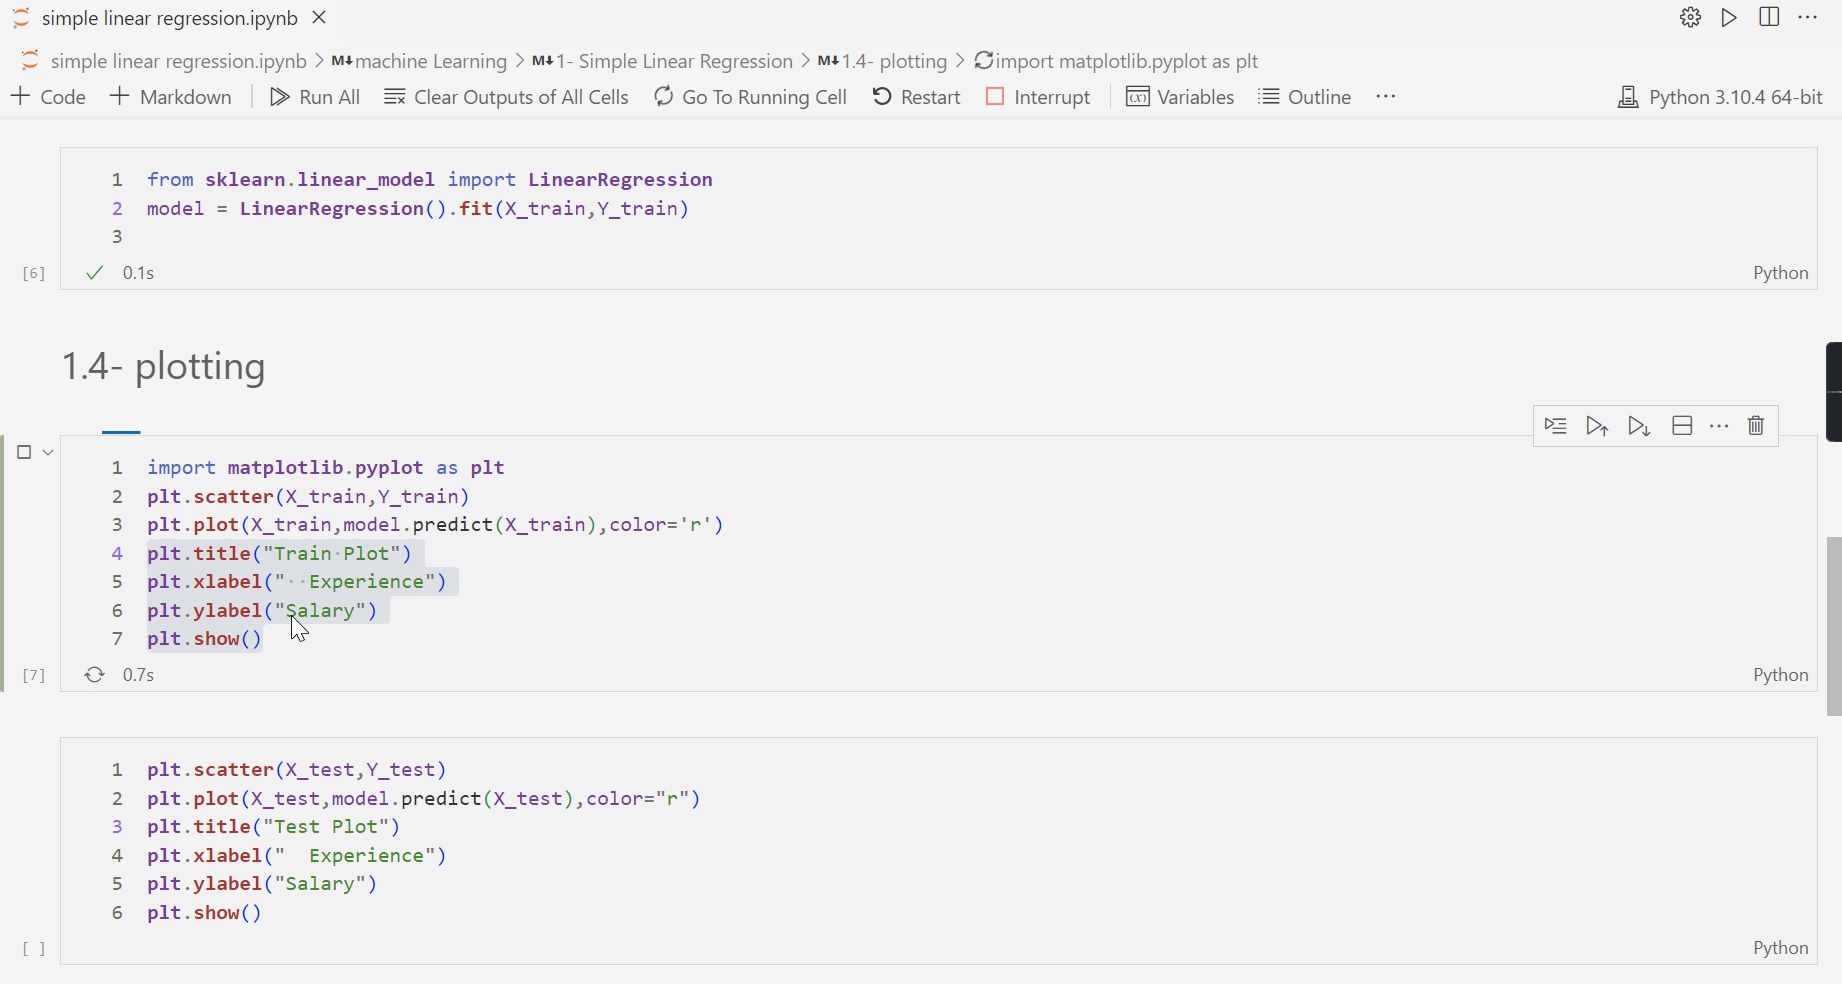 simple linear regression.ipynb
simple linear regression.ipynb > M↓ machine Learning > M↓ 1- Simple Linear Regression > M↓ 1.4- plotting > import matplotlib.pyplot as plt
+ Code + Markdown Run All Clear Outputs of All Cells Go To Running Cell Restart Interrupt (x) Variables Outline ... Python 3.10.4 64-bit
1 from sklearn.linear_model import LinearRegression
2 model = LinearRegression().fit(X_train,Y_train)
3
[6] ✓ 0.1s Python
1.4- plotting
1 import matplotlib.pyplot as plt
2 plt.scatter(X_train,Y_train)
3 plt.plot(X_train,model.predict(X_train),color='r')
4 plt.title("Train·Plot")
5 plt.xlabel("··Experience")
6 plt.ylabel("Salary")
7 plt.show()
[7] 0.7s Python
1 plt.scatter(X_test,Y_test)
2 plt.plot(X_test,model.predict(X_test),color="r")
3 plt.title("Test Plot")
4 plt.xlabel("  Experience")
5 plt.ylabel("Salary")
6 plt.show()
[ ] Python